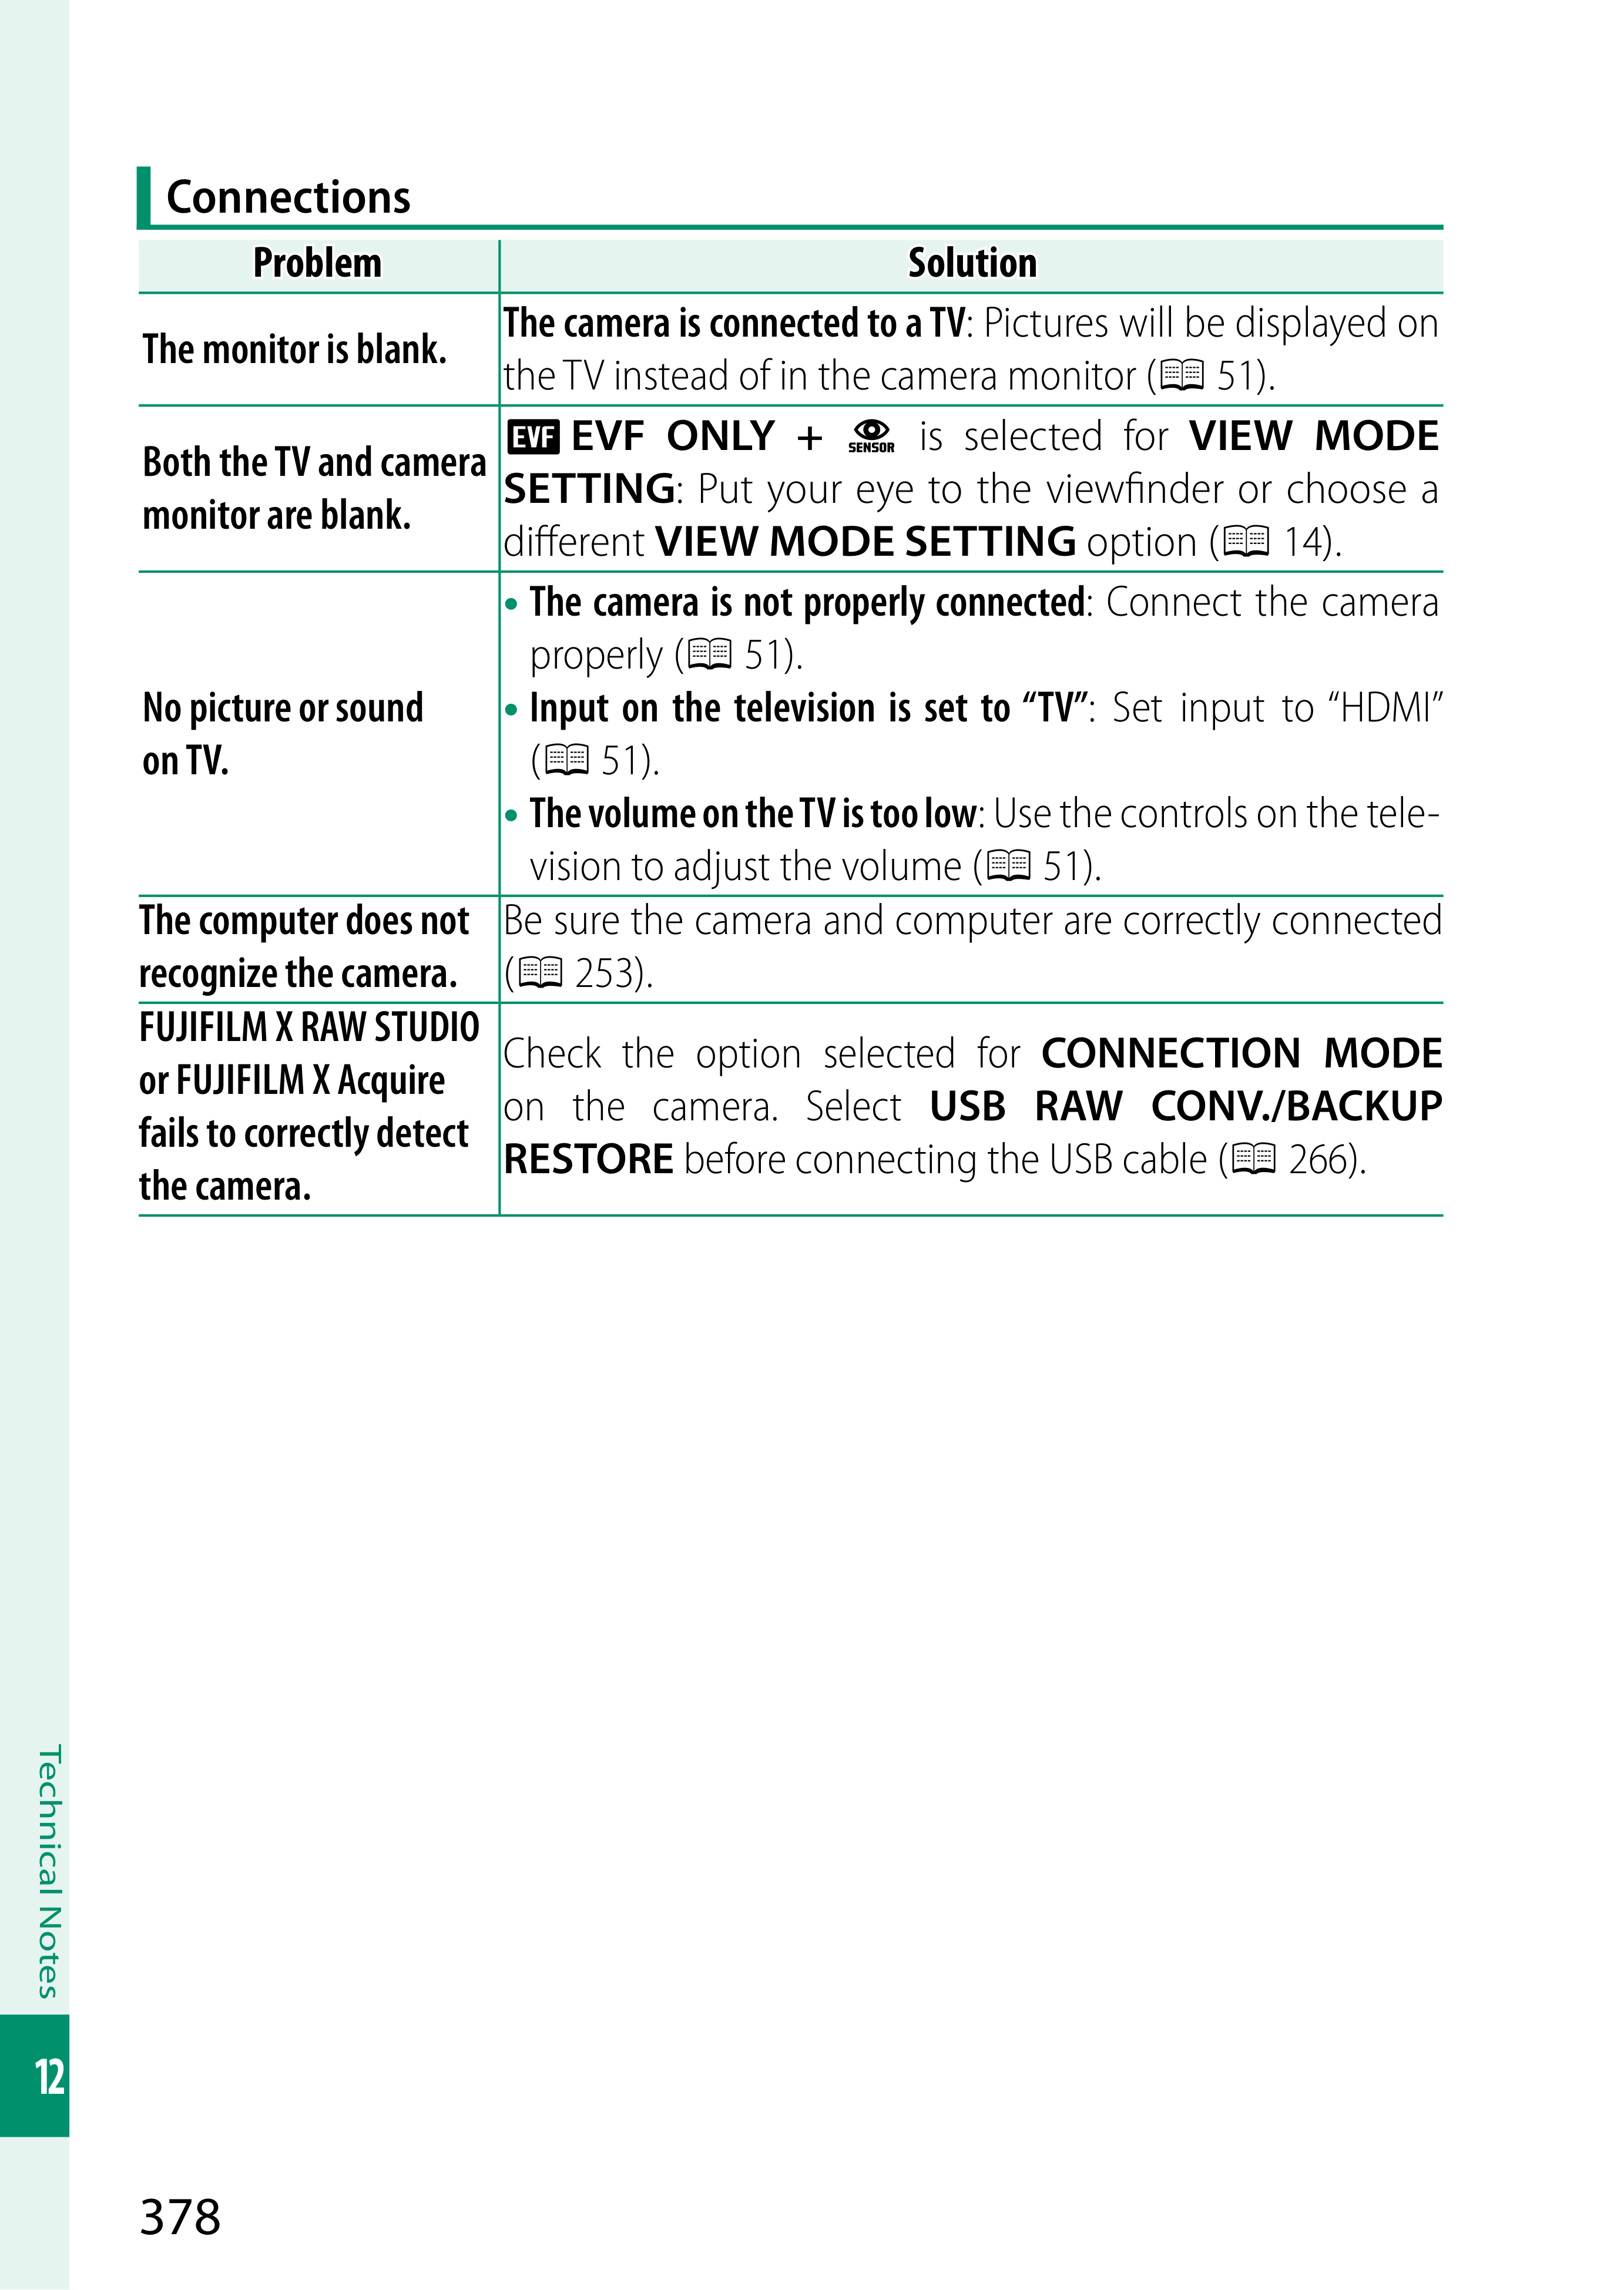 Connections
Problem
Solution
The monitor is blank.
The camera is connected to a TV: Pictures will be displayed on
the TV instead of in the camera monitor ( 51).
Both the TV and camera
monitor are blank.
EVF EVF ONLY + SENSOR is selected for VIEW MODE
SETTING: Put your eye to the viewfinder or choose a
different VIEW MODE SETTING option ( 14).
No picture or sound
on TV.
• The camera is not properly connected: Connect the camera
properly ( 51).
• Input on the television is set to “TV”: Set input to “HDMI”
( 51).
• The volume on the TV is too low: Use the controls on the tele-
vision to adjust the volume ( 51).
The computer does not
recognize the camera.
Be sure the camera and computer are correctly connected
( 253).
FUJIFILM X RAW STUDIO
or FUJIFILM X Acquire
fails to correctly detect
the camera.
Check the option selected for CONNECTION MODE
on the camera. Select USB RAW CONV./BACKUP
RESTORE before connecting the USB cable ( 266).
Technical Notes
12
378